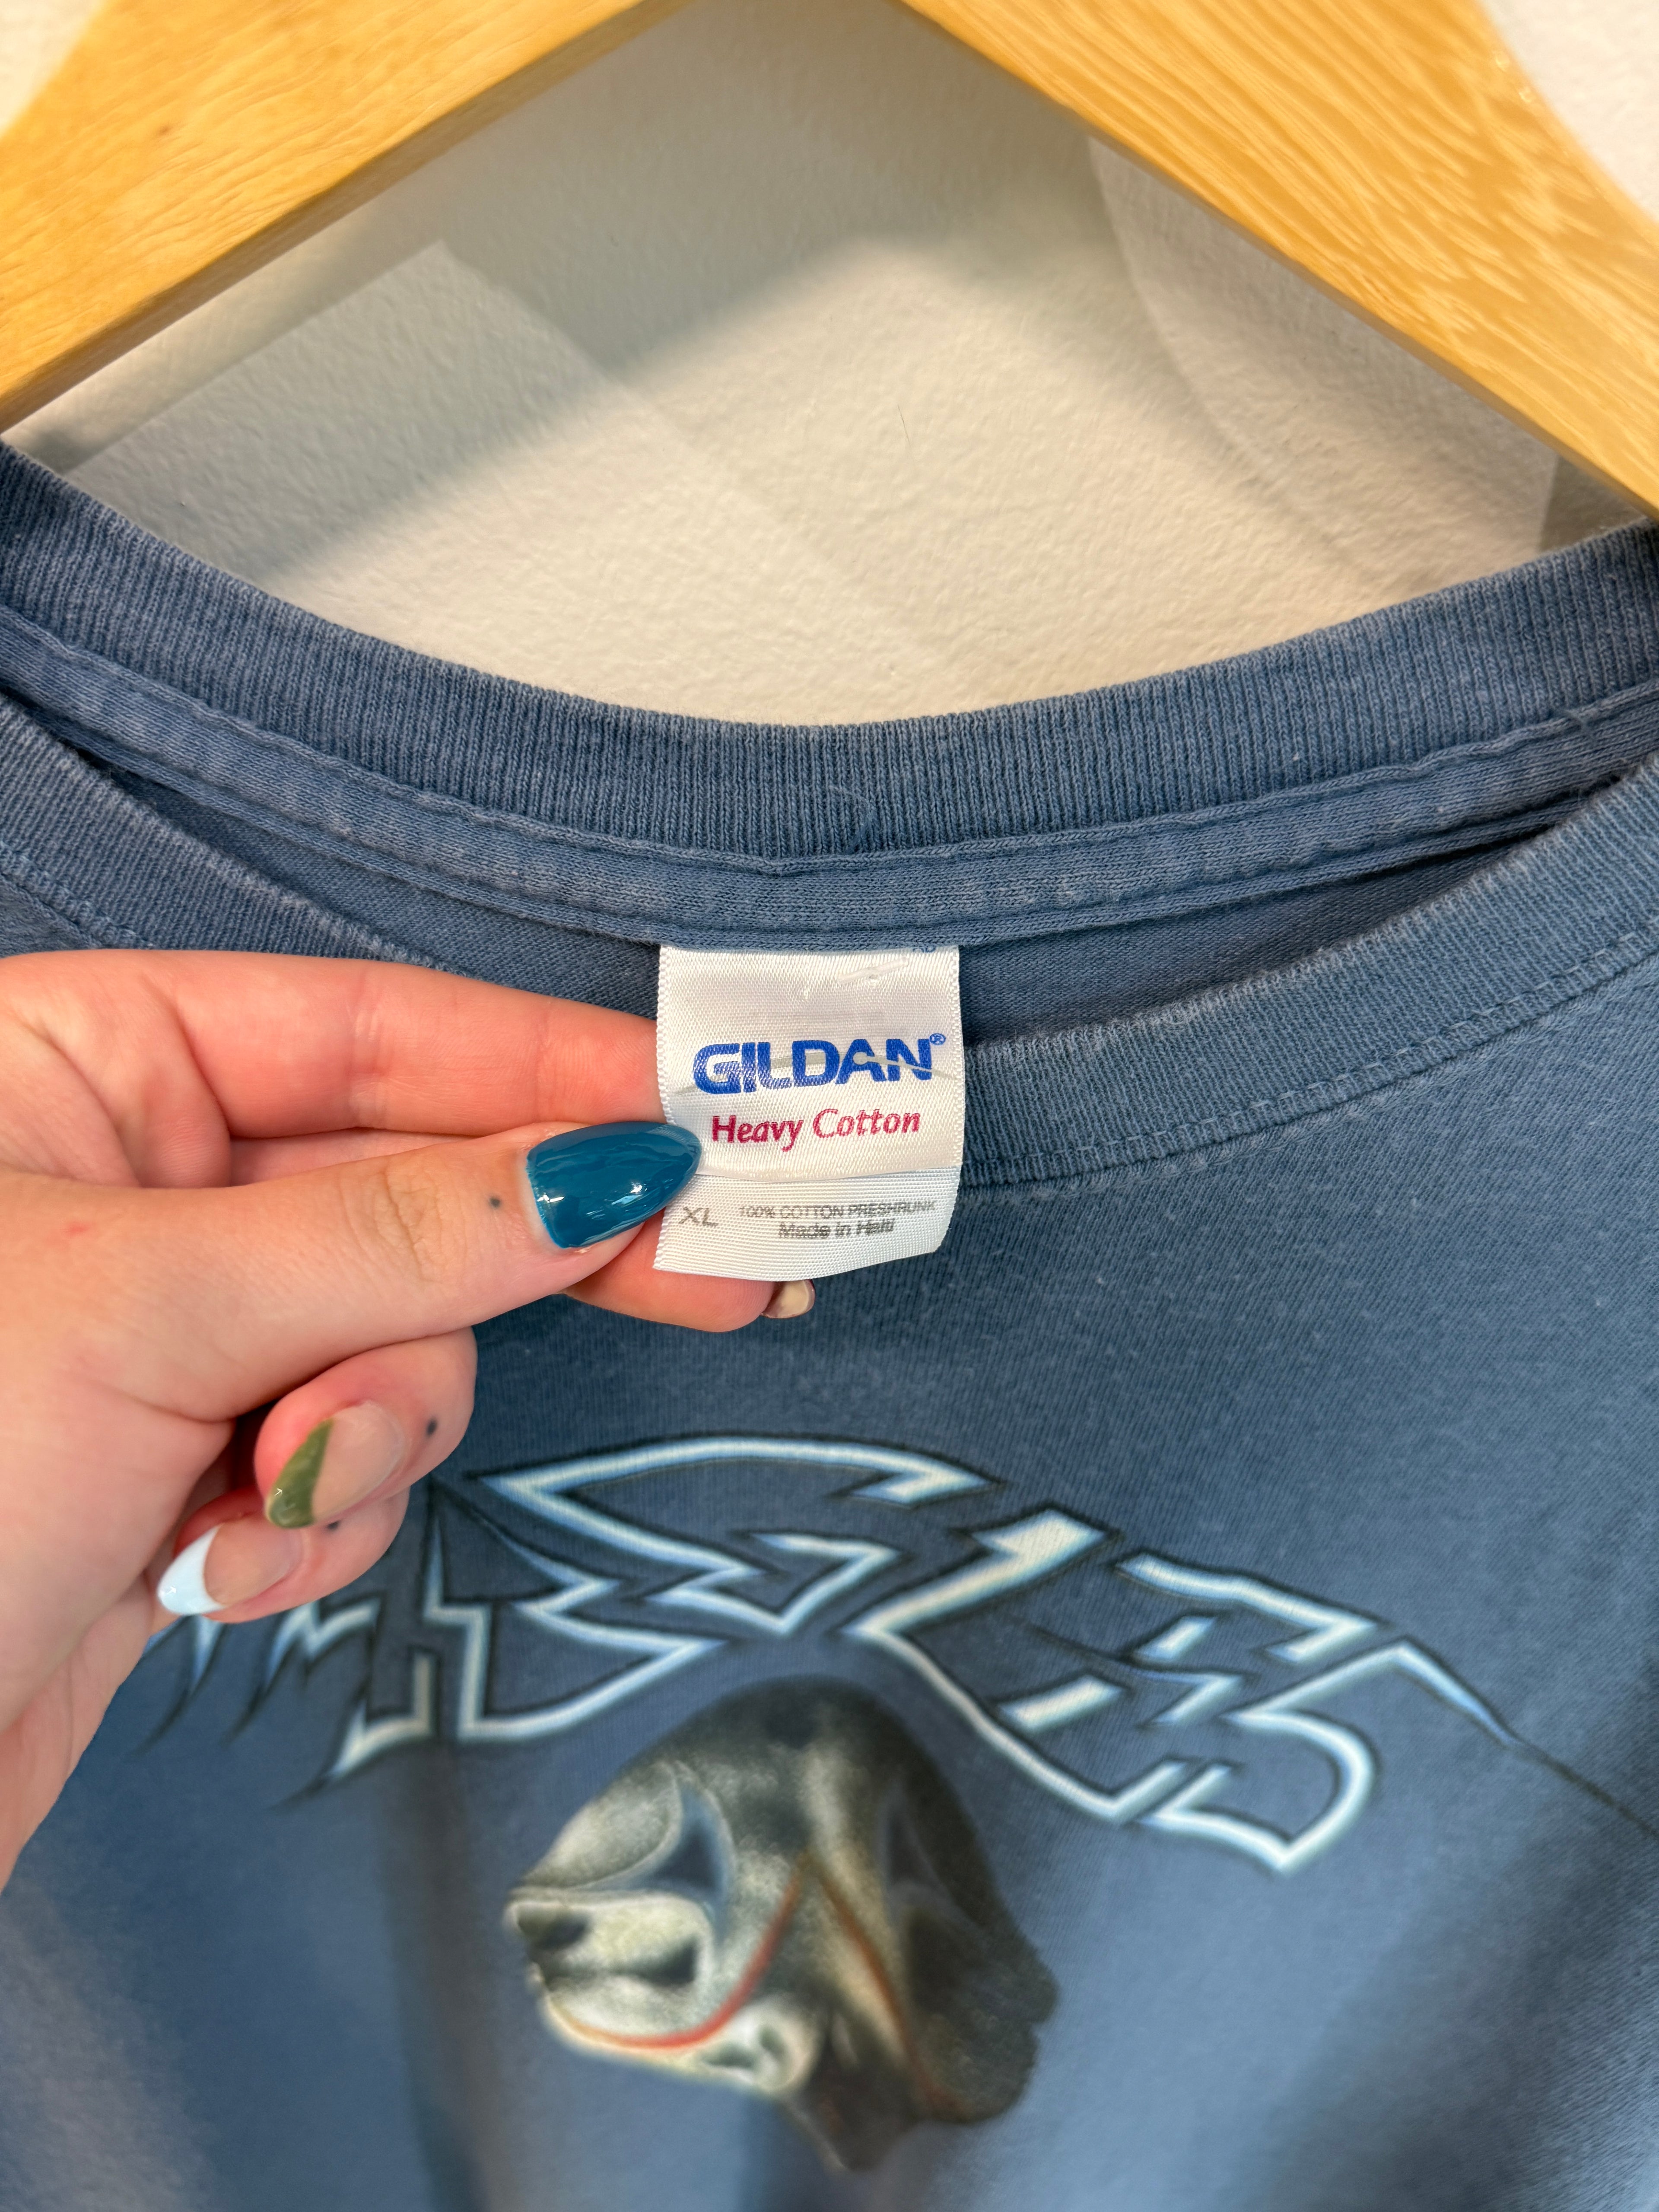 GILDAN®
Heavy Cotton
XL 100% COTTON PRESHRUNK
Made in Haiti
EAGLES